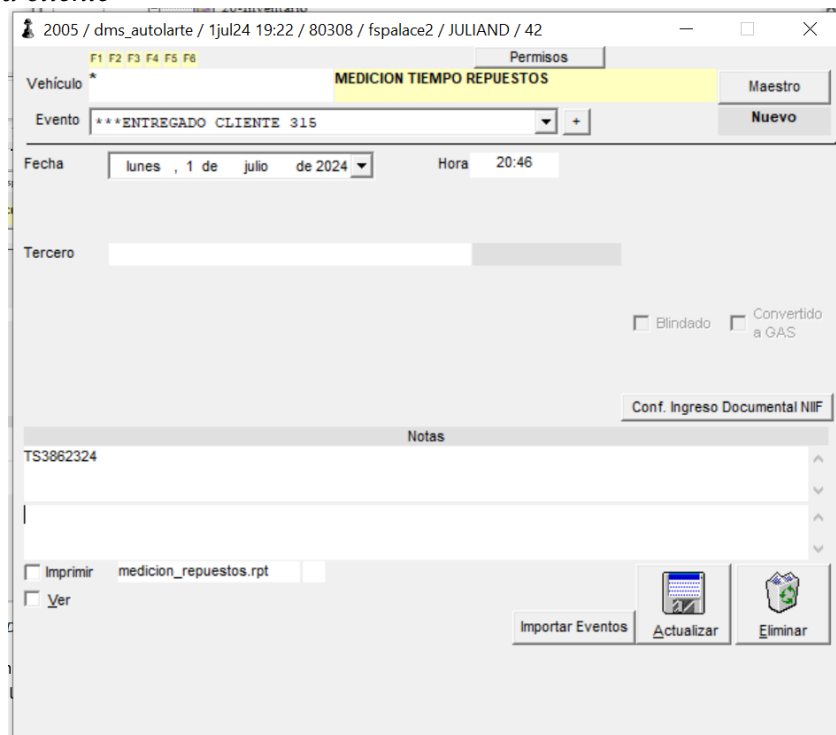 2005 / dms_autolarte / 1jul24 19:22 / 80308 / fspalace2 / JULIAND / 42
F1 F2 F3 F4 F5 F6 Permisos
Vehículo * MEDICION TIEMPO REPUESTOS Maestro
Evento ***ENTREGADO CLIENTE 315 + Nuevo
Fecha lunes , 1 de julio de 2024 Hora 20:46
Tercero
Blindado Convertido
a GAS
Conf. Ingreso Documental NIIF
Notas
TS3862324
Imprimir medicion_repuestos.rpt
Ver
Importar Eventos Actualizar Eliminar